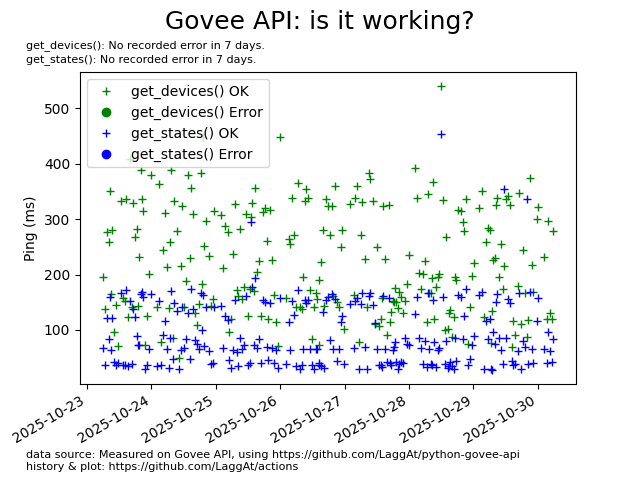 Govee API: is it working?
get_devices(): No recorded error in 7 days.
get_states(): No recorded error in 7 days.
get_devices() OK
get_devices() Error
get_states() OK
get_states() Error
500
400
300
200
100
Ping (ms)
2025-10-23
2025-10-24
2025-10-25
2025-10-26
2025-10-27
2025-10-28
2025-10-29
2025-10-30
data source: Measured on Govee API, using https://github.com/LaggAt/python-govee-api
history & plot: https://github.com/LaggAt/actions